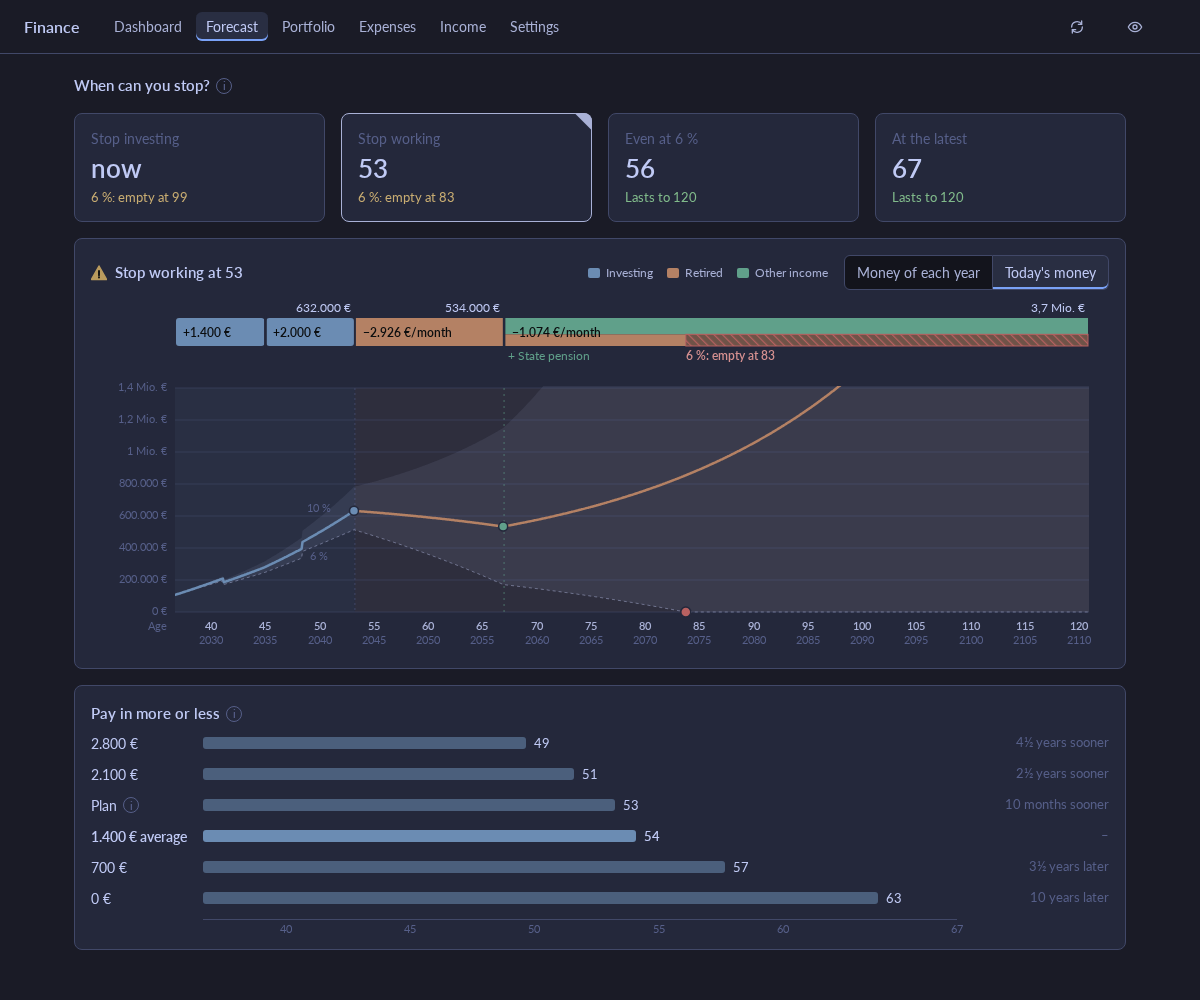 Finance Dashboard Forecast Portfolio Expenses Income Settings
When can you stop?
Stop investing
now
6 %: empty at 99
Stop working
53
6 %: empty at 83
Even at 6 %
56
Lasts to 120
At the latest
67
Lasts to 120
Stop working at 53
Investing Retired Other income
Money of each year Today's money
632.000 € 534.000 € 3,7 Mio. €
+1.400 € +2.000 € −2.926 €/month −1.074 €/month
+ State pension 6 %: empty at 83
1,4 Mio. €
1,2 Mio. €
1 Mio. €
800.000 €
600.000 €
400.000 €
200.000 €
0 €
10 %
6 %
Age 40 45 50 55 60 65 70 75 80 85 90 95 100 105 110 115 120
2030 2035 2040 2045 2050 2055 2060 2065 2070 2075 2080 2085 2090 2095 2100 2105 2110
Pay in more or less
2.800 € 49 4½ years sooner
2.100 € 51 2½ years sooner
Plan 53 10 months sooner
1.400 € average 54 –
700 € 57 3½ years later
0 € 63 10 years later
40 45 50 55 60 67